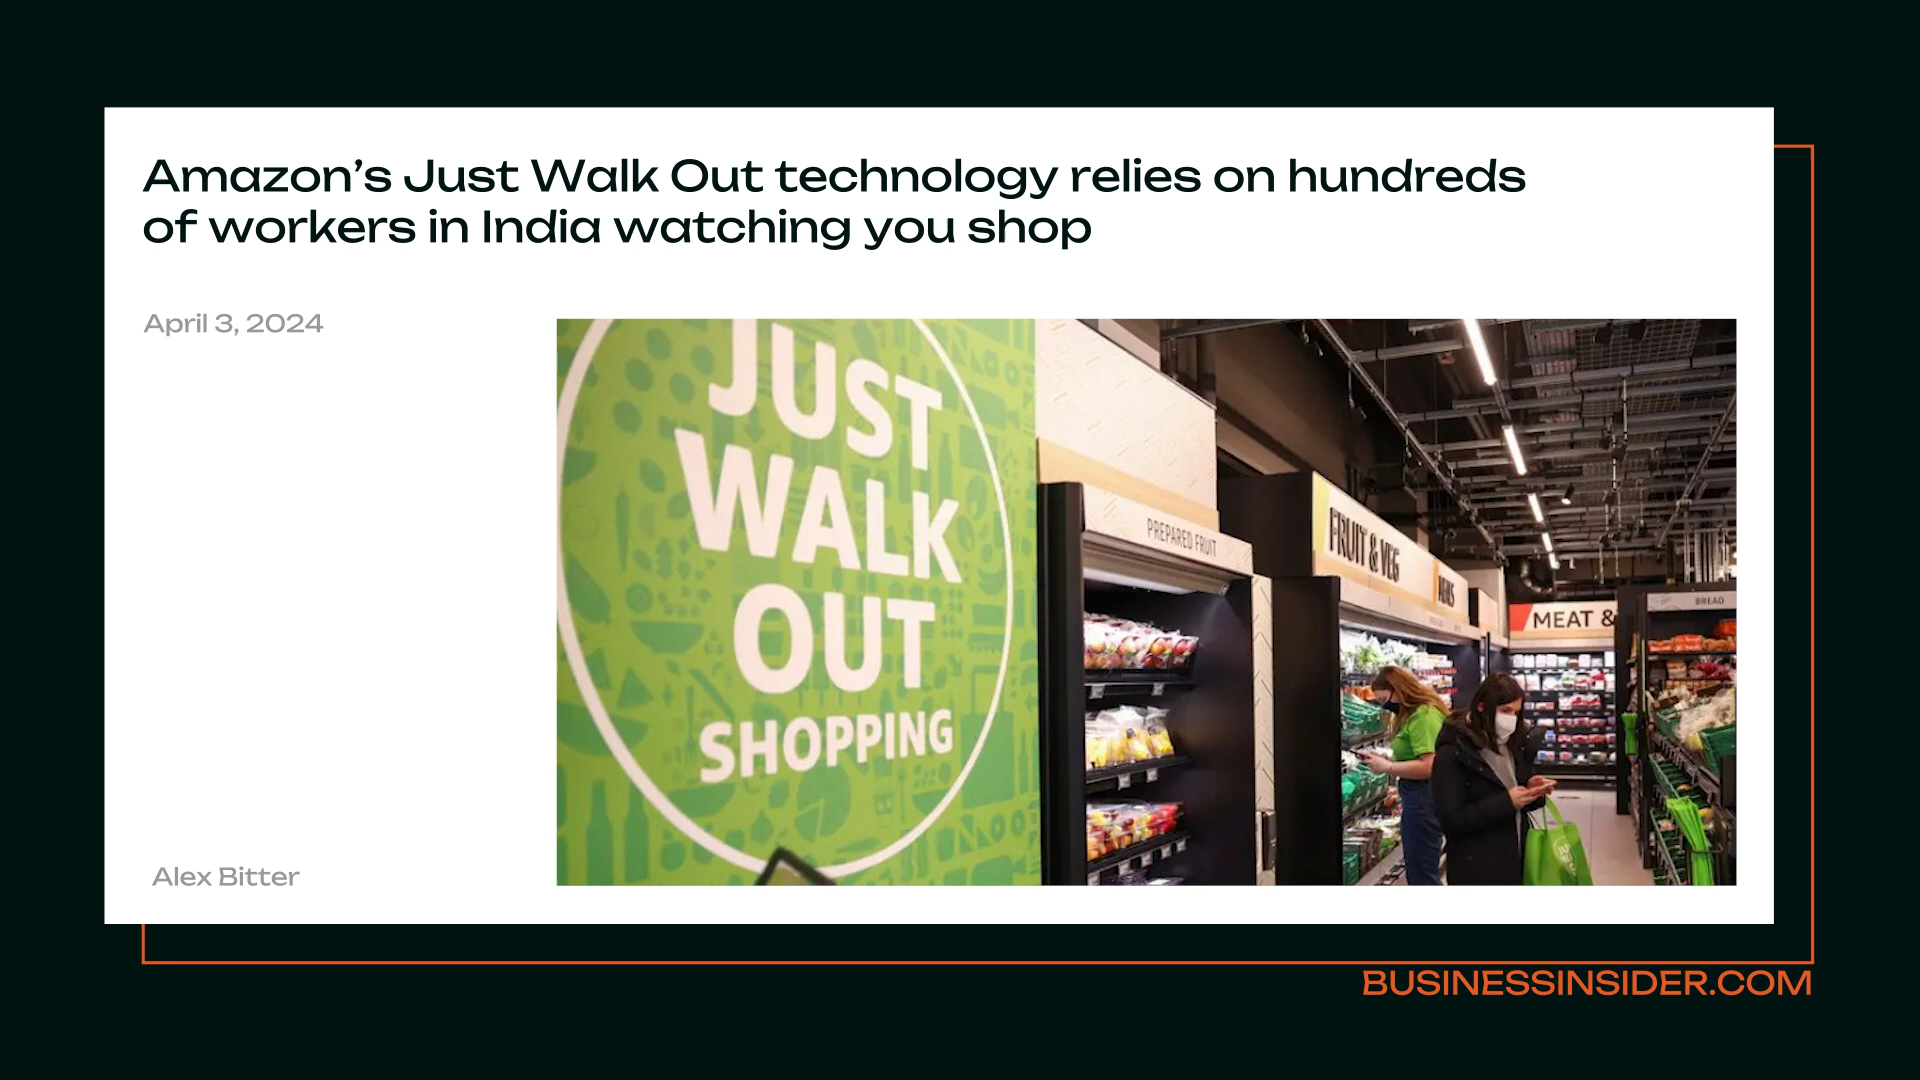 Amazon’s Just Walk Out technology relies on hundreds
of workers in India watching you shop
April 3, 2024
JUST
WALK
OUT
SHOPPING
PREPARED FRUIT
FRUIT & VEG
MEAT &
BREAD
Alex Bitter
BUSINESSINSIDER.COM